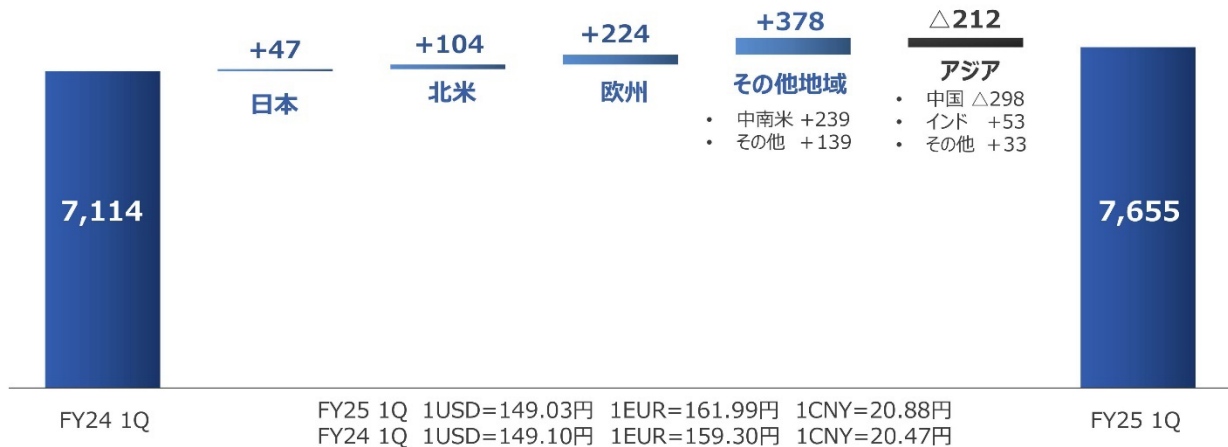 +47
日本
+104
北米
+224
欧州
+378
その他地域
• 中南米 +239
• その他 +139
△212
アジア
• 中国 △298
• インド +53
• その他 +33
7,114
7,655
FY24 1Q
FY25 1Q 1USD=149.03円 1EUR=161.99円 1CNY=20.88円
FY24 1Q 1USD=149.10円 1EUR=159.30円 1CNY=20.47円
FY25 1Q